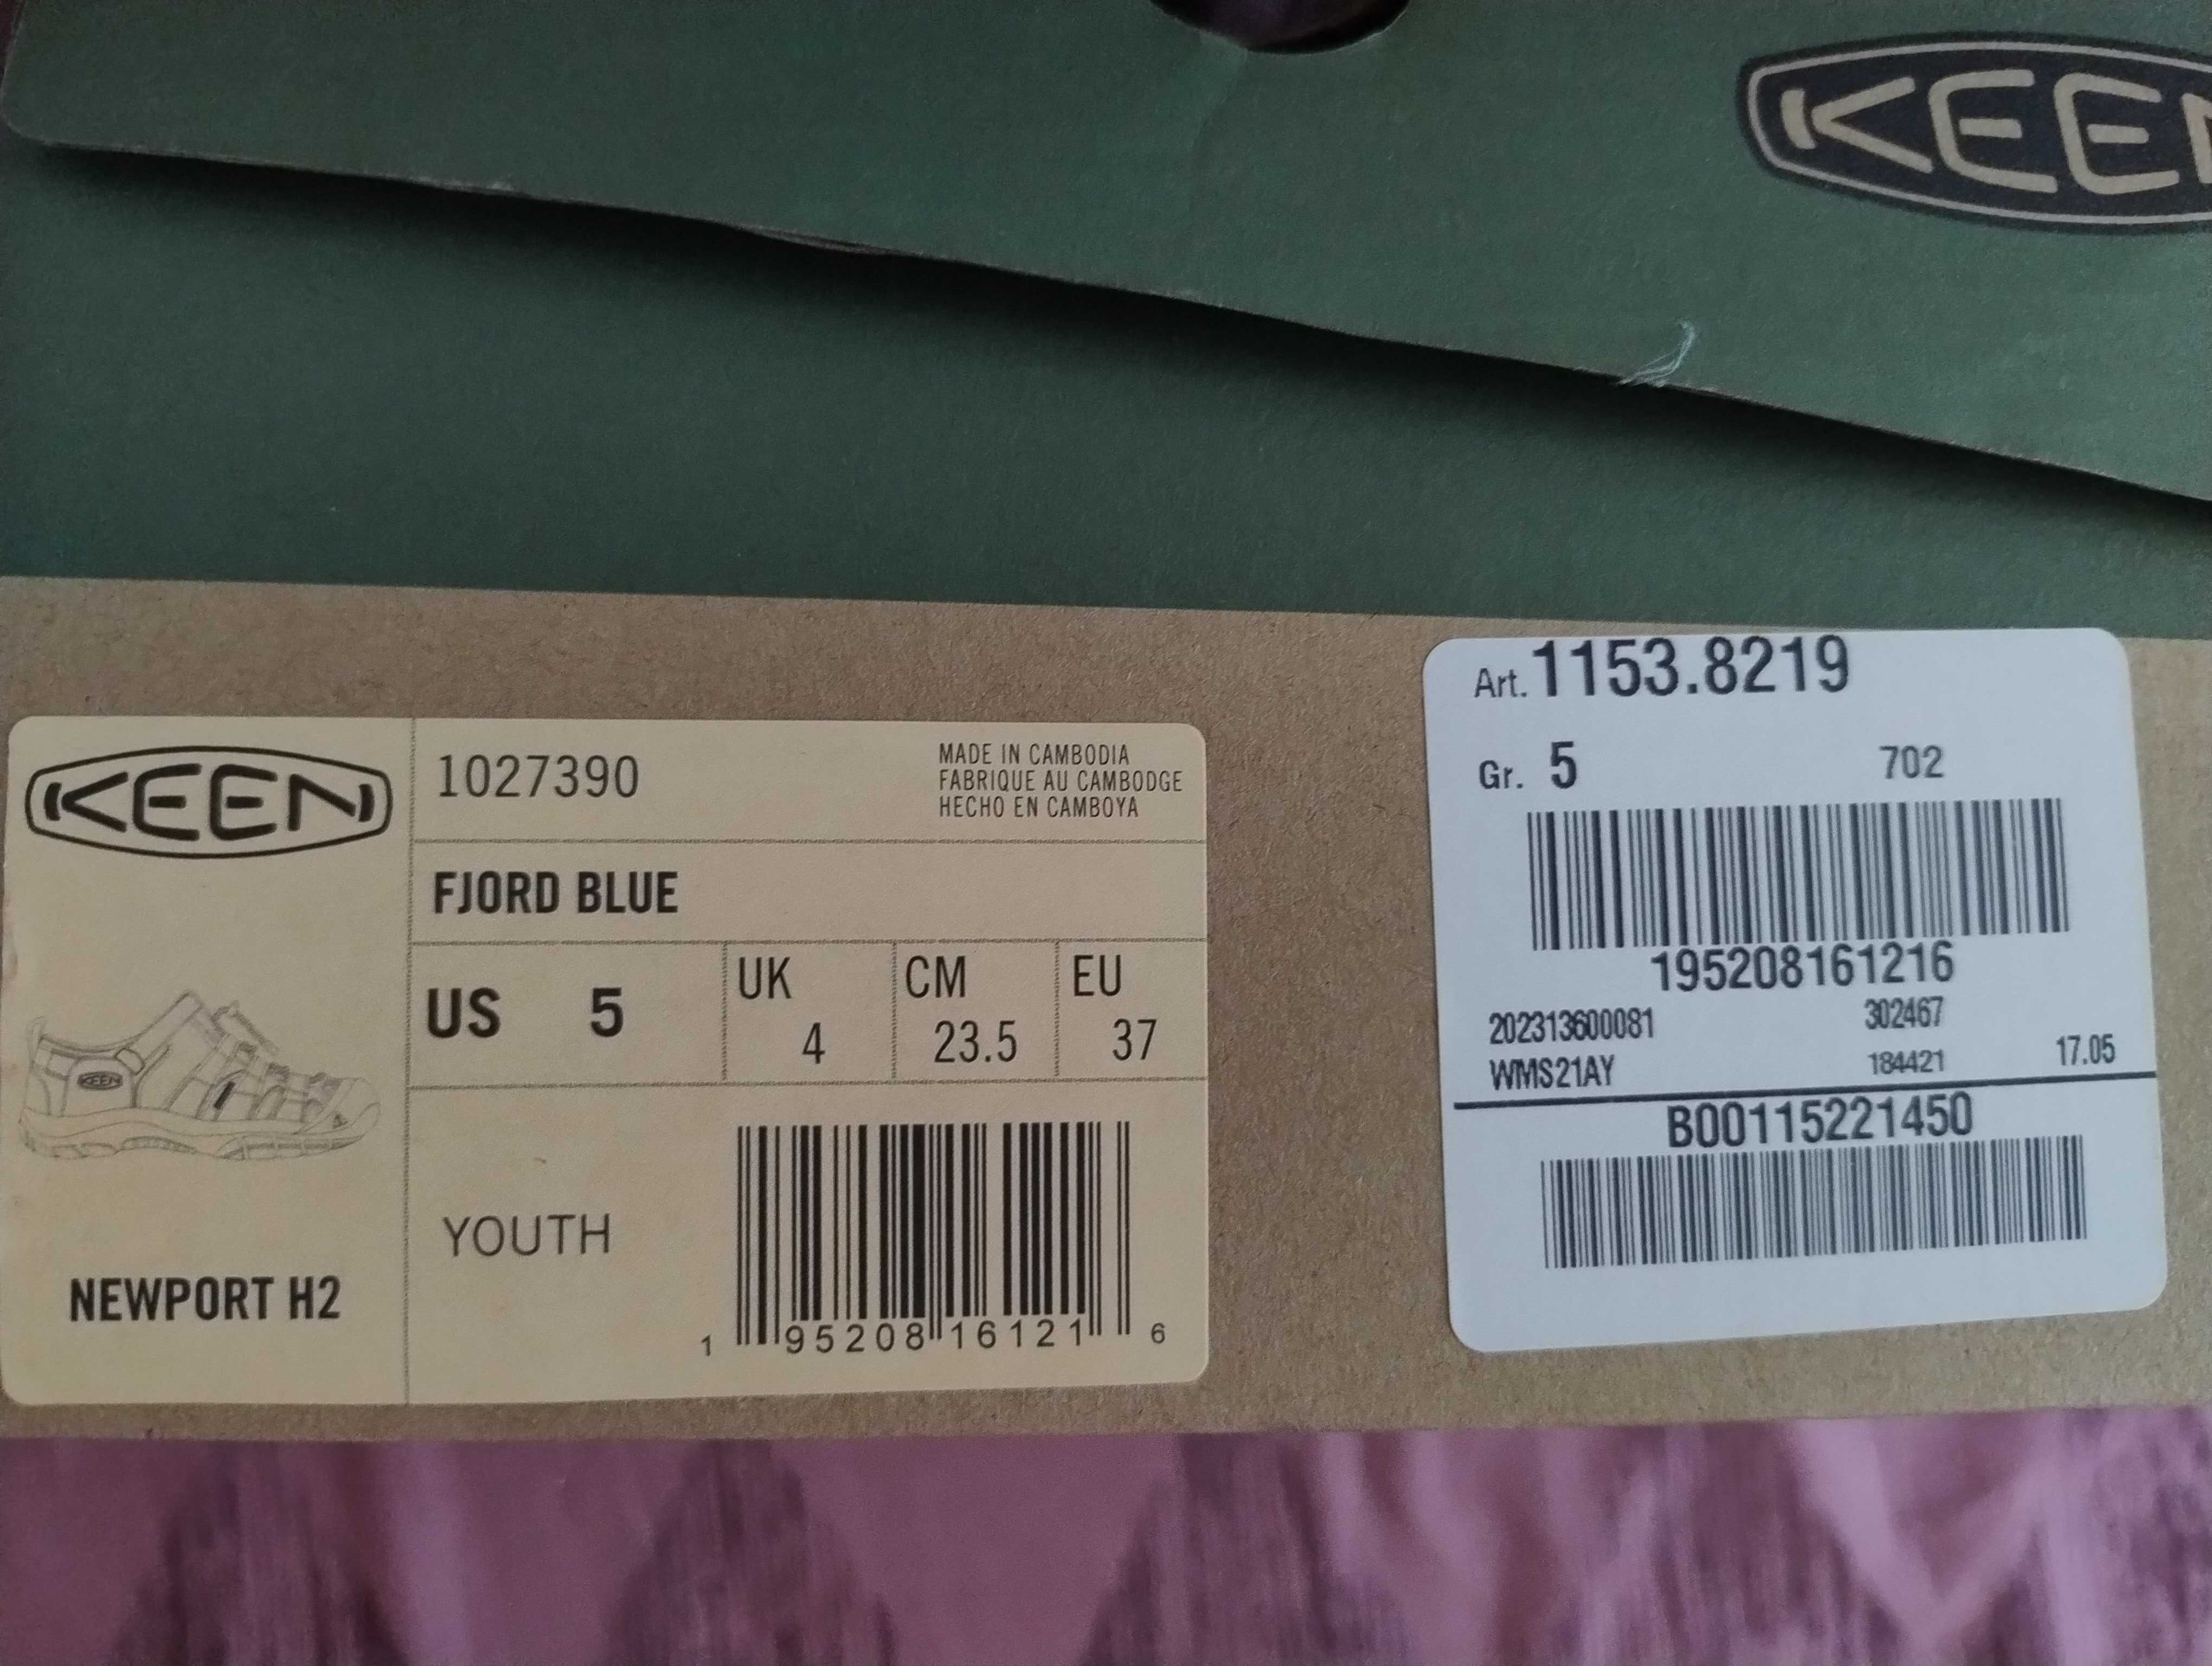 KEEN
KEEN
1027390
MADE IN CAMBODIA
FABRIQUE AU CAMBODGE
HECHO EN CAMBOYA
FJORD BLUE
US 5
UK 4
CM 23.5
EU 37
KEEN
NEWPORT H2
YOUTH
1 95208 16121 6
Art. 1153.8219
Gr. 5 702
195208161216
202313600081 302467
WMS21AY 184421 17.05
B00115221450